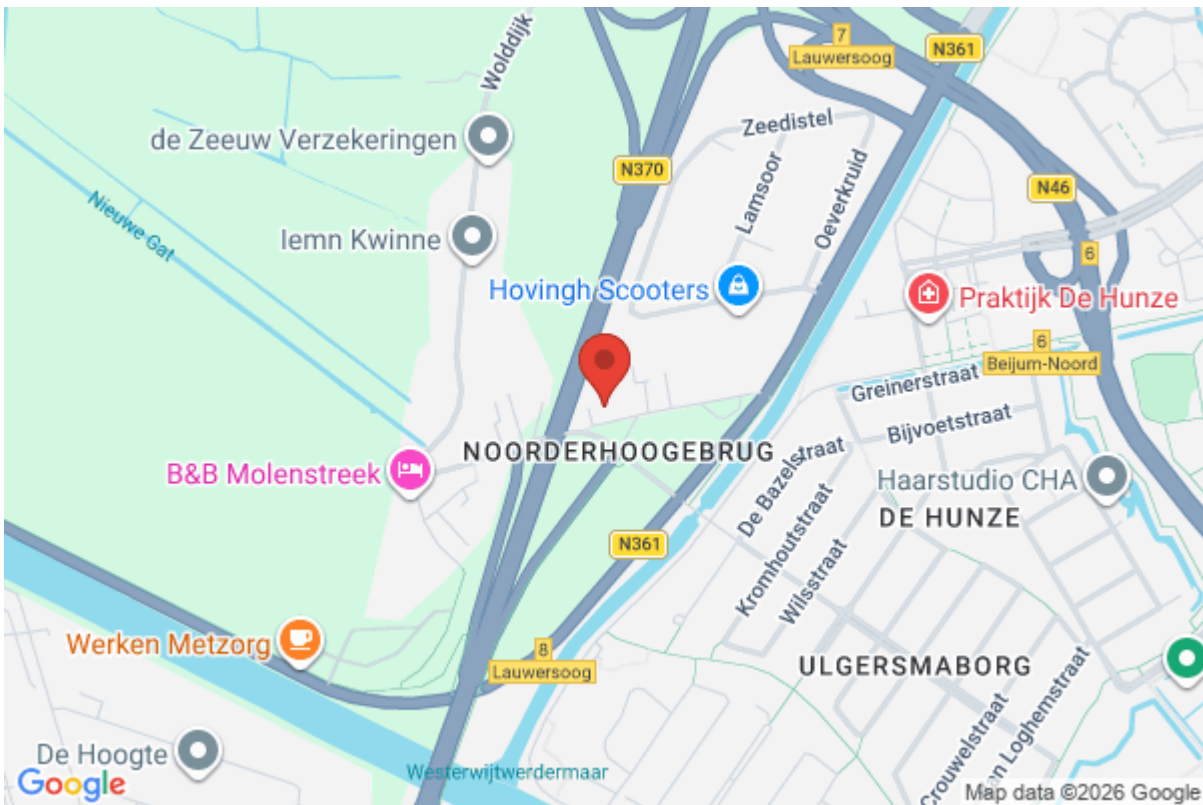 Wolddijk
7
Lauwersoog
N361
de Zeeuw Verzekeringen
Zeedistel
N370
Lamsoor
Oeverkruid
N46
Nieuwe Gat
Iemn Kwinne
6
Hovingh Scooters
Praktijk De Hunze
6
Beijum-Noord
Greinerstraat
Bijvoetstraat
NOORDERHOOGEBRUG
B&B Molenstreek
De Bazelstraat
Haarstudio CHA
DE HUNZE
Kromhoutstraat
N361
Wilsstraat
Werken Metzorg
8
Lauwersoog
ULGERSMABORG
De Hoogte
Westerwijtwerdermaar
Crouwelstraat
en Loghemstraat
Google
Map data ©2026 Google